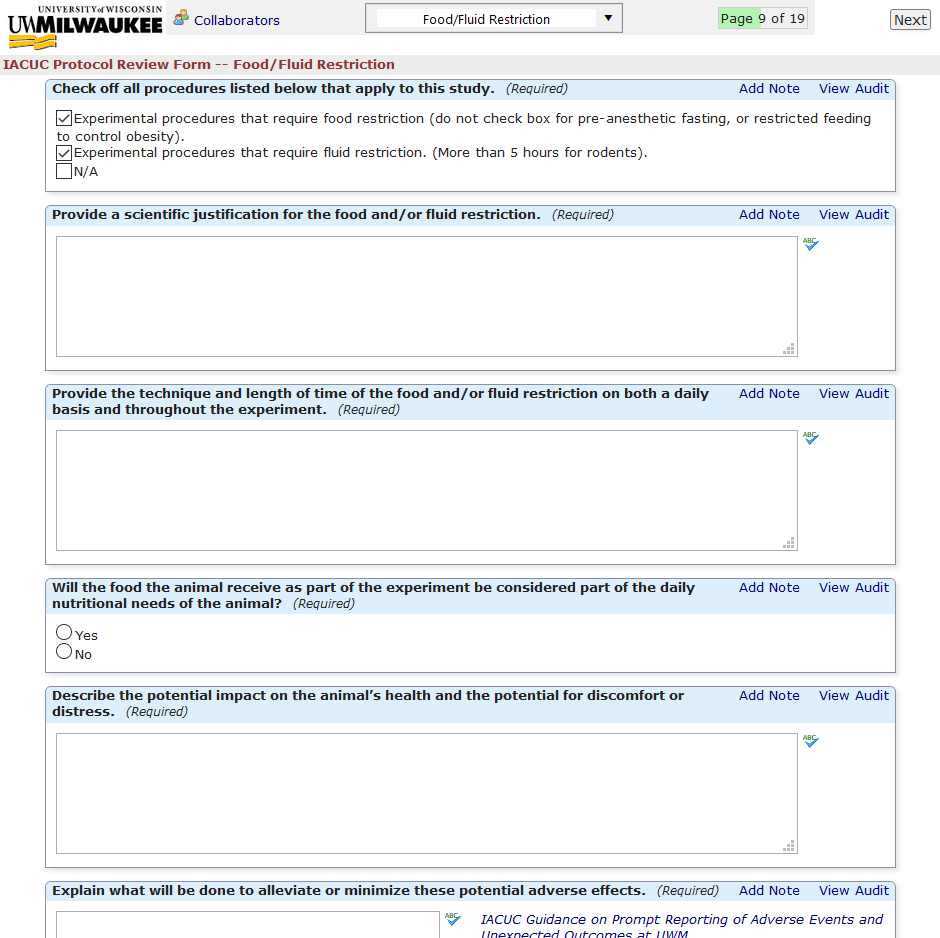 UNIVERSITY of WISCONSIN
UWMILWAUKEE
Collaborators
Food/Fluid Restriction
Page 9 of 19
Next
IACUC Protocol Review Form -- Food/Fluid Restriction
Check off all procedures listed below that apply to this study. (Required) Add Note View Audit
Experimental procedures that require food restriction (do not check box for pre-anesthetic fasting, or restricted feeding
to control obesity).
Experimental procedures that require fluid restriction. (More than 5 hours for rodents).
N/A
Provide a scientific justification for the food and/or fluid restriction. (Required) Add Note View Audit
ABC
Provide the technique and length of time of the food and/or fluid restriction on both a daily
basis and throughout the experiment. (Required)
Add Note View Audit
ABC
Will the food the animal receive as part of the experiment be considered part of the daily
nutritional needs of the animal? (Required)
Add Note View Audit
Yes
No
Describe the potential impact on the animal’s health and the potential for discomfort or
distress. (Required)
Add Note View Audit
ABC
Explain what will be done to alleviate or minimize these potential adverse effects. (Required) Add Note View Audit
ABC
IACUC Guidance on Prompt Reporting of Adverse Events and
Unexpected Outcomes at UWM